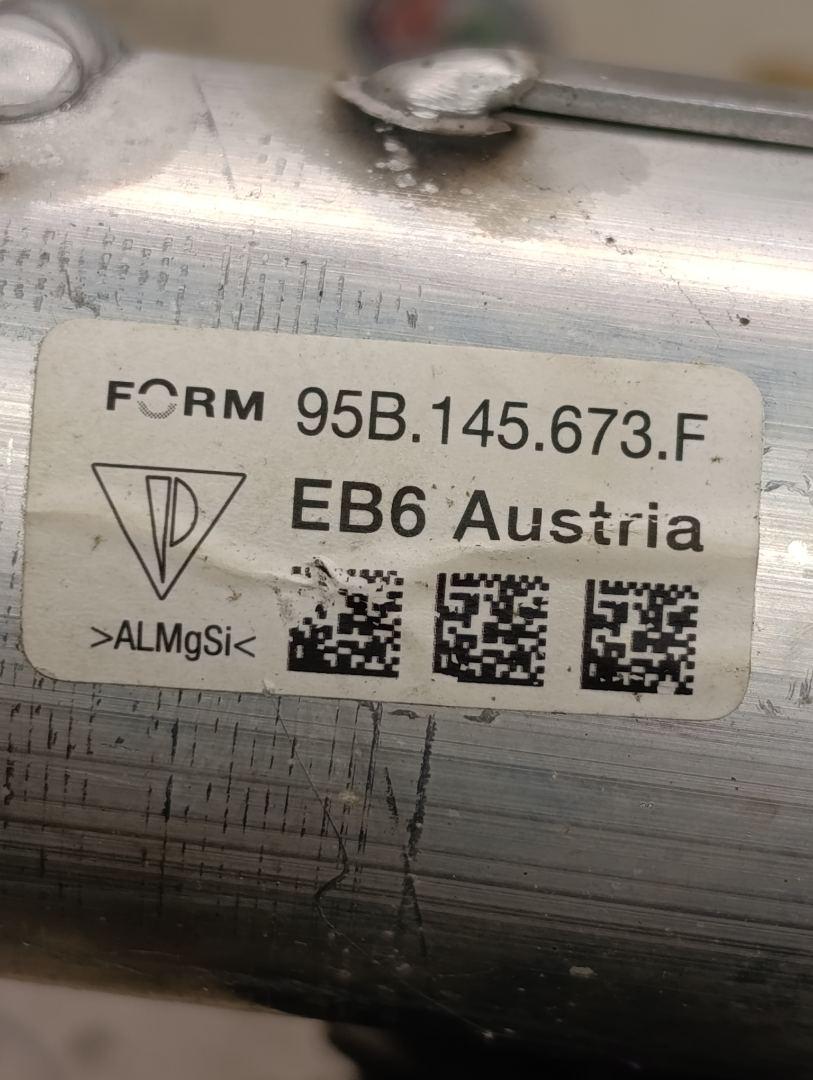 FORM 95B.145.673.F
EB6 Austria
>ALMgSi<